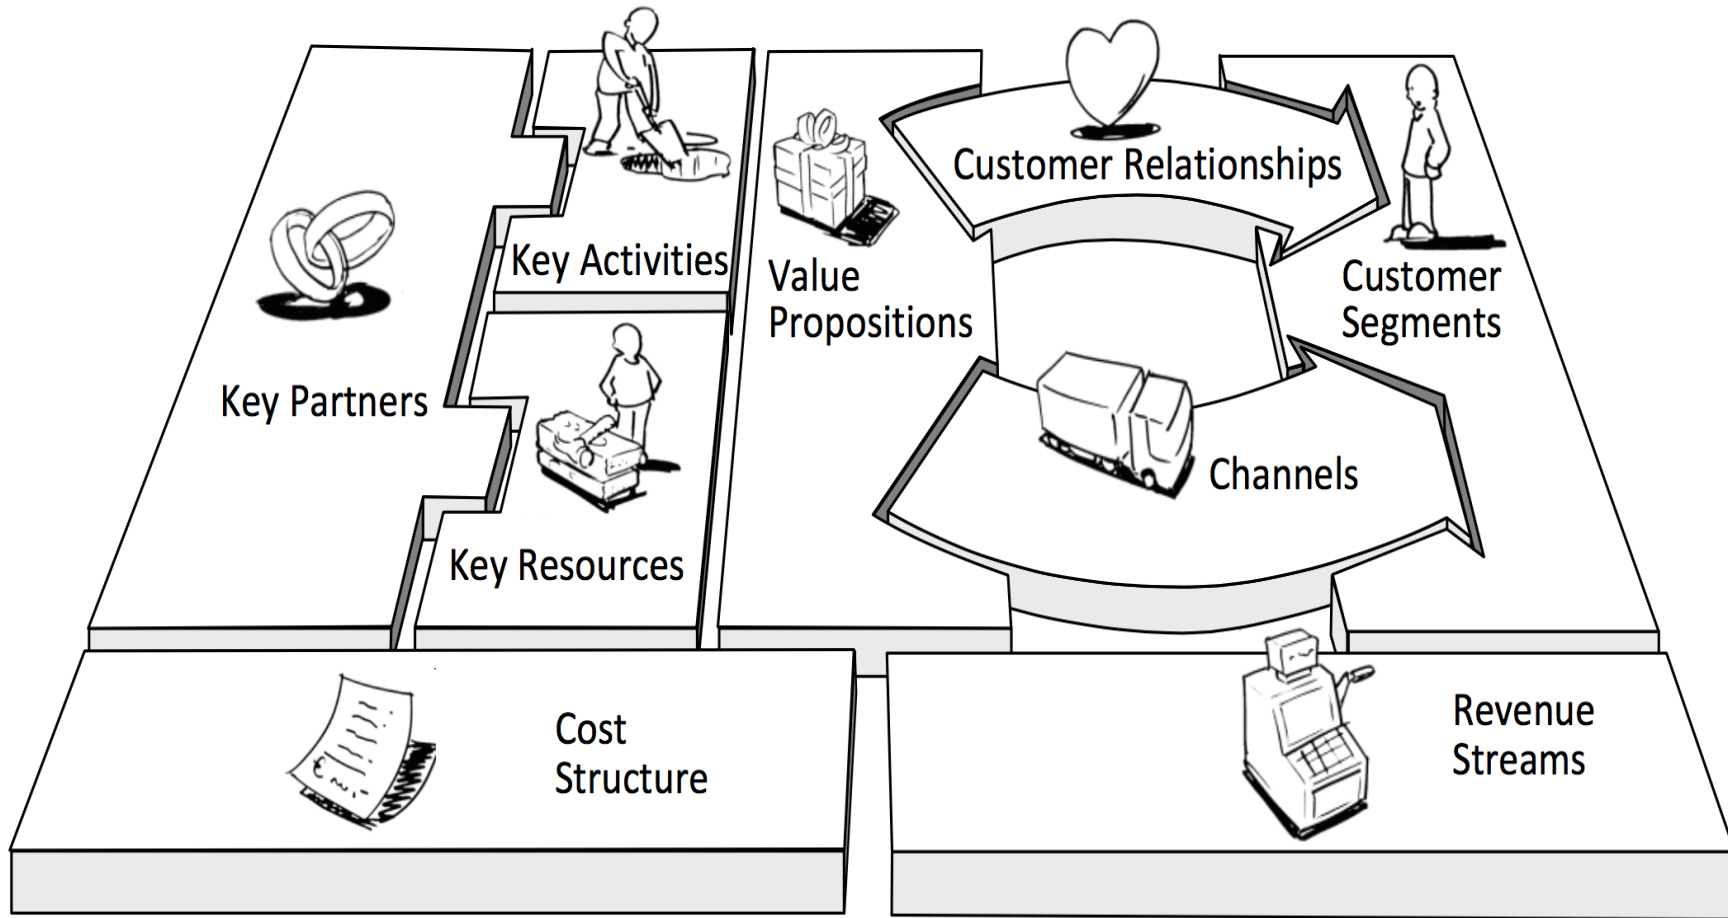 Key Partners
Key Activities
Key Resources
Value
Propositions
Customer Relationships
Channels
Customer
Segments
Cost
Structure
Revenue
Streams
€